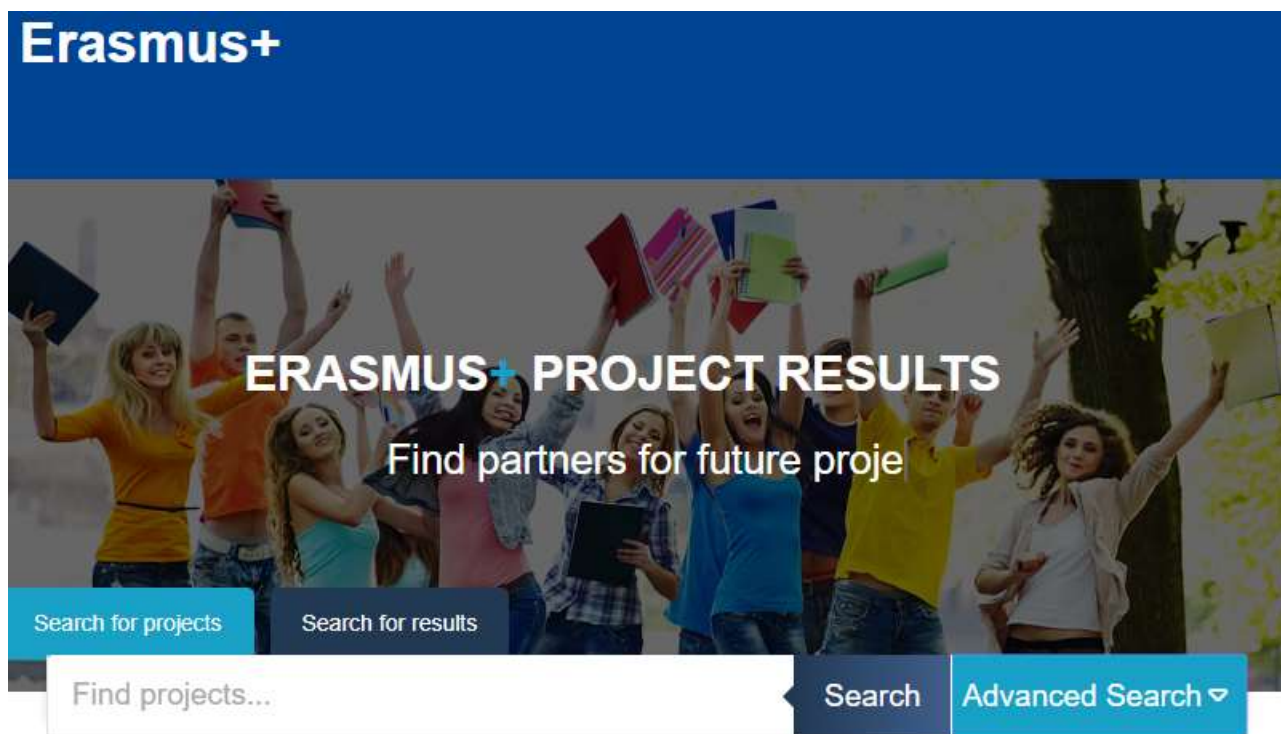 Erasmus+
ERASMUS+ PROJECT RESULTS
Find partners for future proje
Search for projects
Search for results
Find projects...
Search
Advanced Search